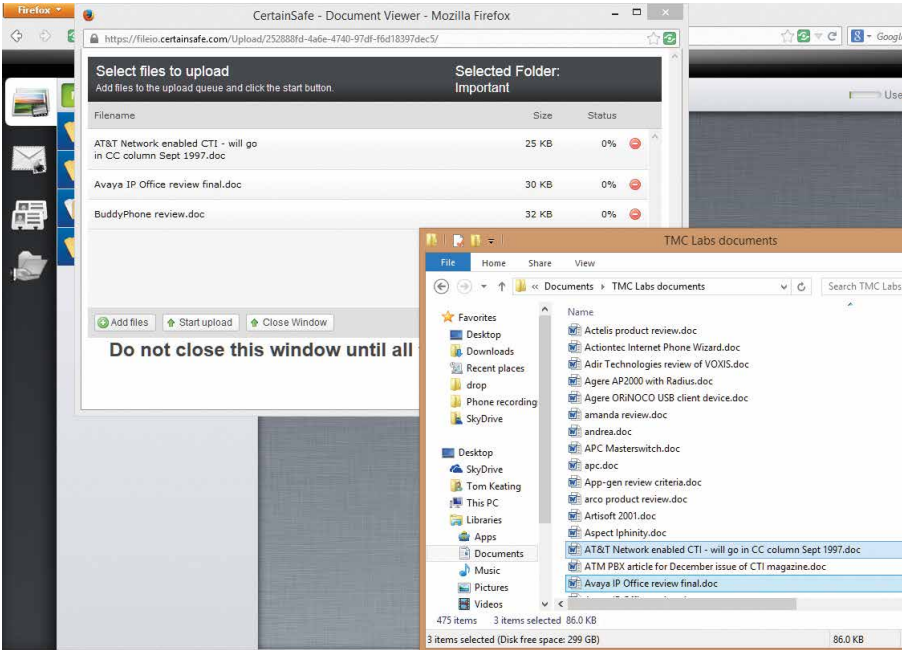 Firefox
CertainSafe - Document Viewer - Mozilla Firefox
https://fileio.certainsafe.com/Upload/252888fd-4a6e-4740-97df-f6d18397dec5/
Select files to upload
Add files to the upload queue and click the start button.
Selected Folder:
Important
Filename Size Status
AT&T Network enabled CTI - will go
in CC column Sept 1997.doc
25 KB 0%
Avaya IP Office review final.doc 30 KB 0%
BuddyPhone review.doc 32 KB 0%
Add files Start upload Close Window
Do not close this window until all
8 - Googl
Use
TMC Labs documents
File Home Share View
« Documents TMC Labs documents Search TMC Labs
Favorites
Desktop
Downloads
Recent places
drop
Phone recording
SkyDrive
Desktop
SkyDrive
Tom Keating
This PC
Libraries
Apps
Documents
Music
Pictures
Videos
Name
Actelis product review.doc
Actiontec Internet Phone Wizard.doc
Adir Technologies review of VOXIS.doc
Agere AP2000 with Radius.doc
Agere ORiNOCO USB client device.doc
amanda review.doc
andrea.doc
APC Masterswitch.doc
apc.doc
App-gen review criteria.doc
arco product review.doc
Artisoft 2001.doc
Aspect Iphinity.doc
AT&T Network enabled CTI - will go in CC column Sept 1997.doc
ATM PBX article for December issue of CTI magazine.doc
Avaya IP Office review final.doc
475 items 3 items selected 86.0 KB
3 items selected (Disk free space: 299 GB) 86.0 KB